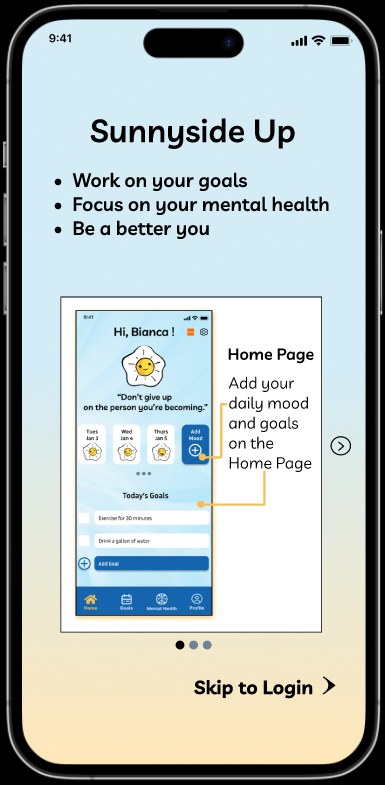 9:41
Sunnyside Up
• Work on your goals
• Focus on your mental health
• Be a better you
9:41
Hi, Bianca !
“Don’t give up
on the person you’re becoming.”
Tues
Jan 3
Wed
Jan 4
Thurs
Jan 5
Add
Mood
Today’s Goals
Exercise for 30 minutes
Drink a gallon of water
Add Goal
Home
Goals
Mental Health
Profile
Home Page
Add your
daily mood
and goals
on the
Home Page
Skip to Login